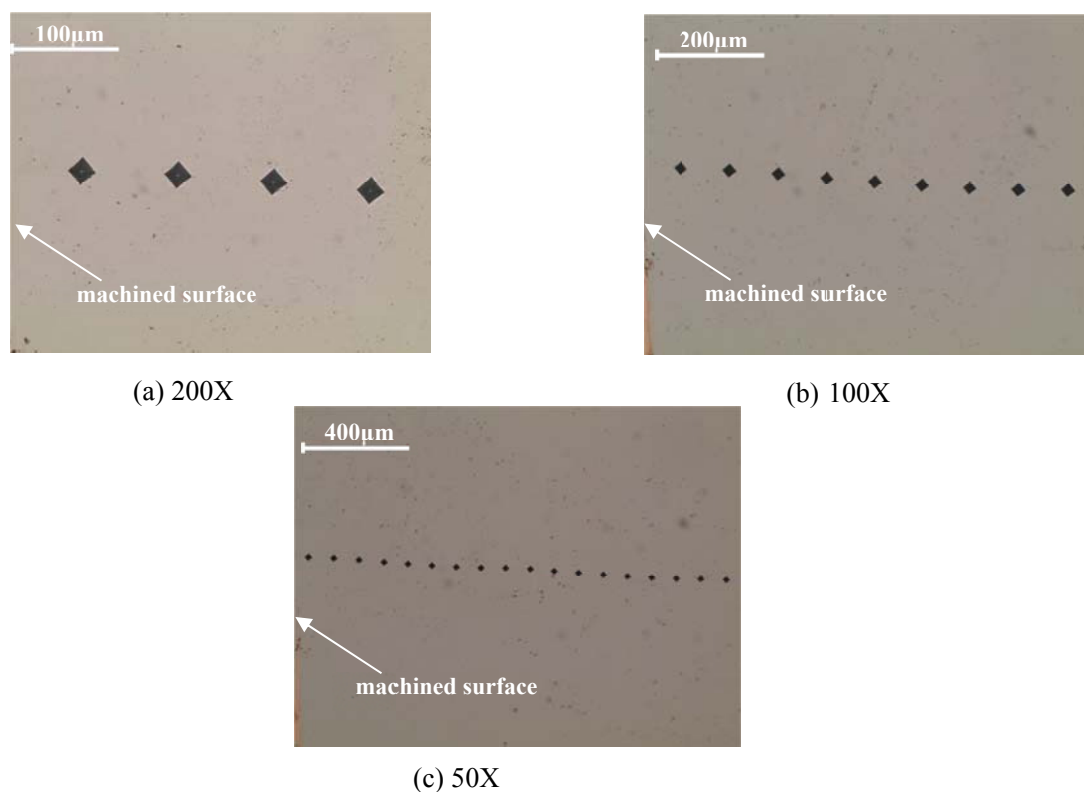 100µm
machined surface
(a) 200X
200µm
machined surface
(b) 100X
400µm
machined surface
(c) 50X